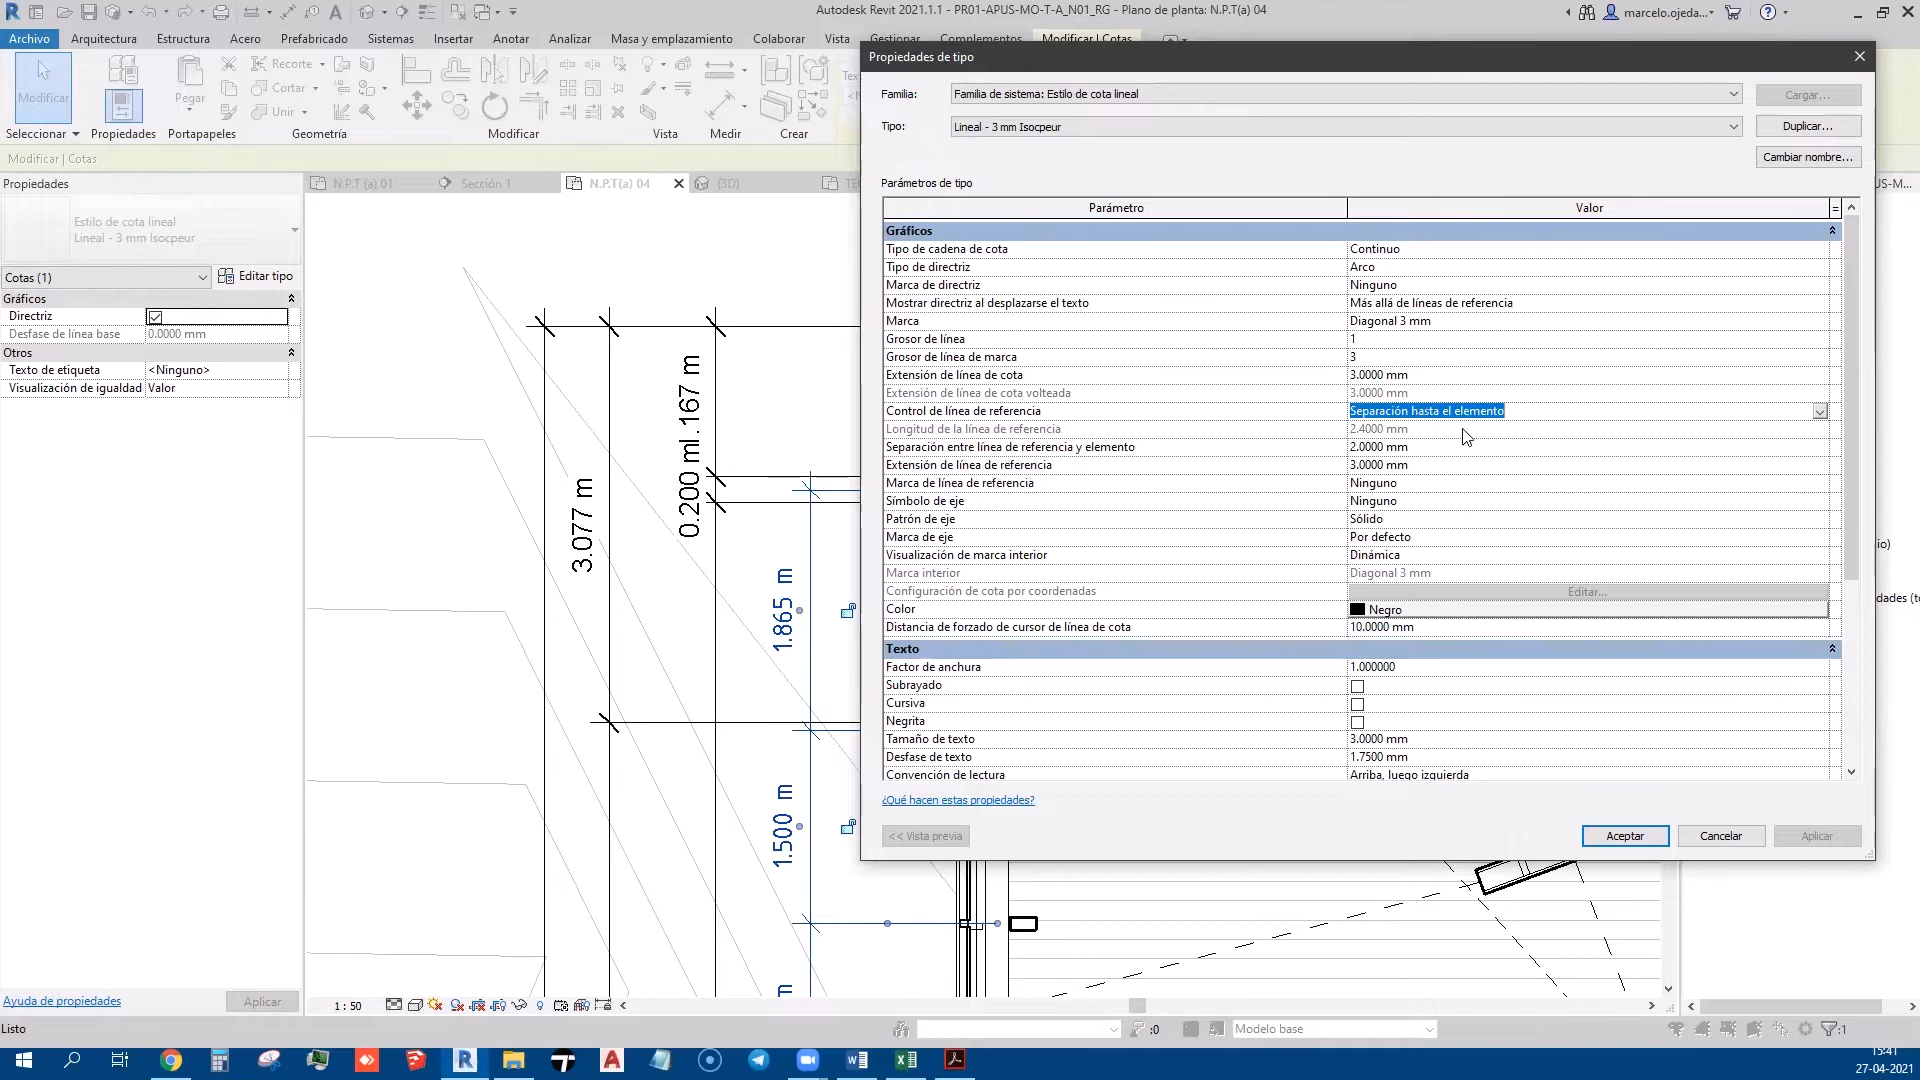 Autodesk Revit 2021.1.1 - PR01-APUS-MO-T-A_N01_RG - Plano de planta: N.P.T(a) 04
marcelo.ojeda...
Archivo Arquitectura Estructura Acero Prefabricado Sistemas Insertar Anotar Analizar Masa y emplazamiento Colaborar Vista Gestionar Complementos Modificar | Cotas
Modificar
Pegar
Recorte
Cortar
Unir
Seleccionar Propiedades Portapapeles Geometría Modificar Vista Medir Crear
Modificar | Cotas
Propiedades
Estilo de cota lineal
Lineal - 3 mm Isocpeur
Cotas (1)
Editar tipo
Gráficos
Directriz
Desfase de línea base 0.0000 mm
Otros
Texto de etiqueta <Ninguno>
Visualización de igualdad Valor
Ayuda de propiedades
Aplicar
N.P.T (a) 01
Sección 1
N.P.T(a) 04
{3D}
3.077 m
0.200 ml.167 m
1.865 m
1.500 m
m
Propiedades de tipo
Familia: Familia de sistema: Estilo de cota lineal Cargar...
Tipo: Lineal - 3 mm Isocpeur Duplicar...
Cambiar nombre...
Parámetros de tipo
Parámetro Valor =
Gráficos
Tipo de cadena de cota Continuo
Tipo de directriz Arco
Marca de directriz Ninguno
Mostrar directriz al desplazarse el texto Más allá de líneas de referencia
Marca Diagonal 3 mm
Grosor de línea 1
Grosor de línea de marca 3
Extensión de línea de cota 3.0000 mm
Extensión de línea de cota volteada 3.0000 mm
Control de línea de referencia Separación hasta el elemento
Longitud de la línea de referencia 2.4000 mm
Separación entre línea de referencia y elemento 2.0000 mm
Extensión de línea de referencia 3.0000 mm
Marca de línea de referencia Ninguno
Símbolo de eje Ninguno
Patrón de eje Sólido
Marca de eje Por defecto
Visualización de marca interior Dinámica
Marca interior Diagonal 3 mm
Configuración de cota por coordenadas Editar...
Color Negro
Distancia de forzado de cursor de línea de cota 10.0000 mm
Texto
Factor de anchura 1.000000
Subrayado
Cursiva
Negrita
Tamaño de texto 3.0000 mm
Desfase de texto 1.7500 mm
Convención de lectura Arriba, luego izquierda
¿Qué hacen estas propiedades?
<< Vista previa Aceptar Cancelar Aplicar
1 : 50
Listo
:0
Modelo base
:1
15:41
27-04-2021